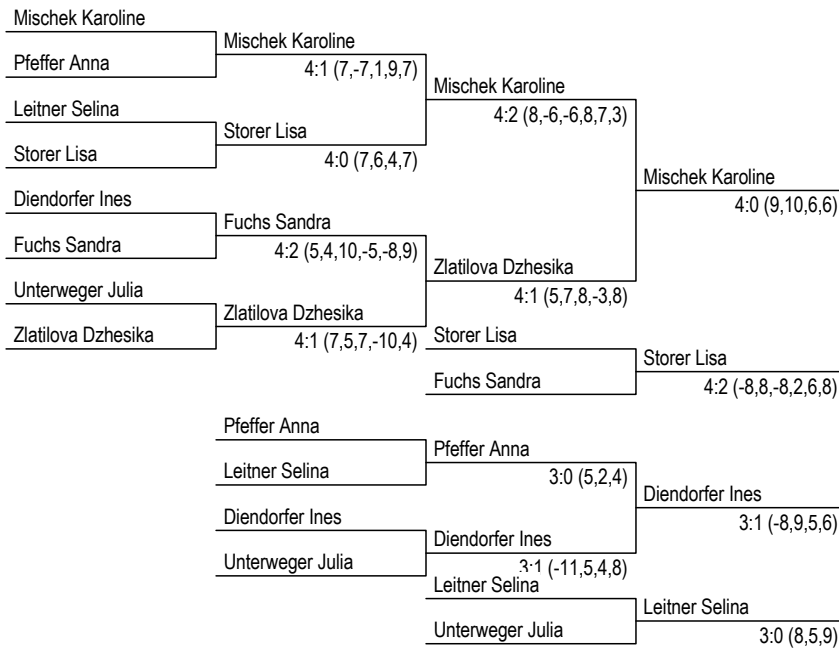 Mischek Karoline
Mischek Karoline
Pfeffer Anna
4:1 (7,-7,1,9,7)
Mischek Karoline
Leitner Selina
4:2 (8,-6,-6,8,7,3)
Storer Lisa
Storer Lisa
4:0 (7,6,4,7)
Mischek Karoline
Diendorfer Ines
4:0 (9,10,6,6)
Fuchs Sandra
Fuchs Sandra
4:2 (5,4,10,-5,-8,9)
Zlatilova Dzhesika
Unterweger Julia
4:1 (5,7,8,-3,8)
Zlatilova Dzhesika
Zlatilova Dzhesika
4:1 (7,5,7,-10,4)
Storer Lisa
Storer Lisa
Fuchs Sandra
4:2 (-8,8,-8,2,6,8)
Pfeffer Anna
Pfeffer Anna
Leitner Selina
3:0 (5,2,4)
Diendorfer Ines
Diendorfer Ines
3:1 (-8,9,5,6)
Diendorfer Ines
Unterweger Julia
3:1 (-11,5,4,8)
Leitner Selina
Leitner Selina
Unterweger Julia
3:0 (8,5,9)